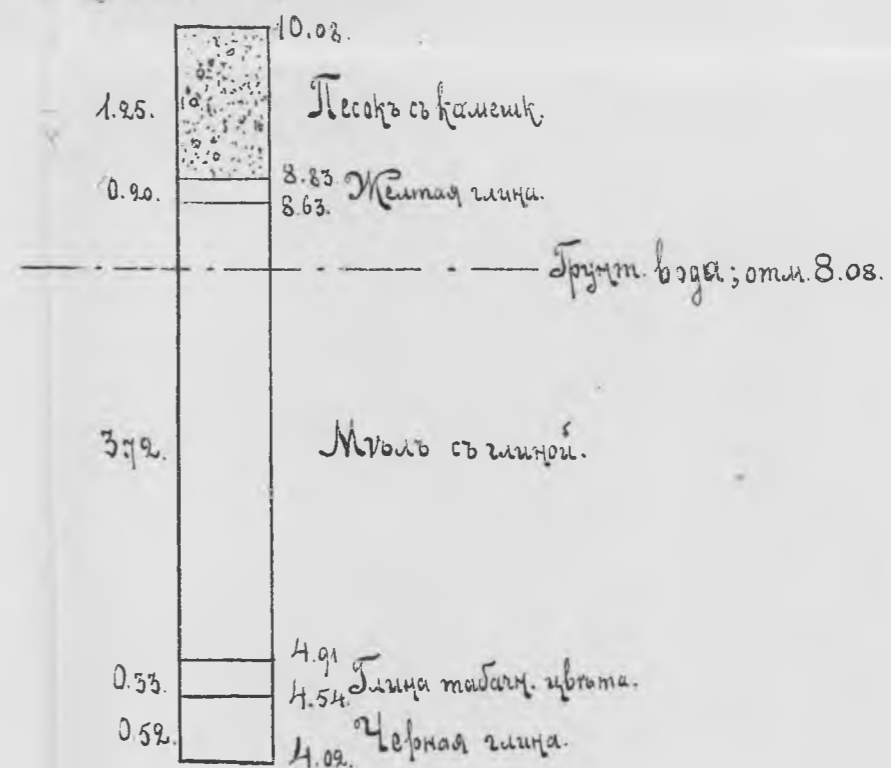 10.08.
1.25.
Песокъ съ камешк.
8.83
0.20.
Желтая глина.
8.63.
Грунт. вода; отм. 8.08.
3.72.
Мѣлъ съ глиной.
4.91
0.33.
Глина табачн. цвѣта.
4.54.
0.52.
Черная глина.
4.02.